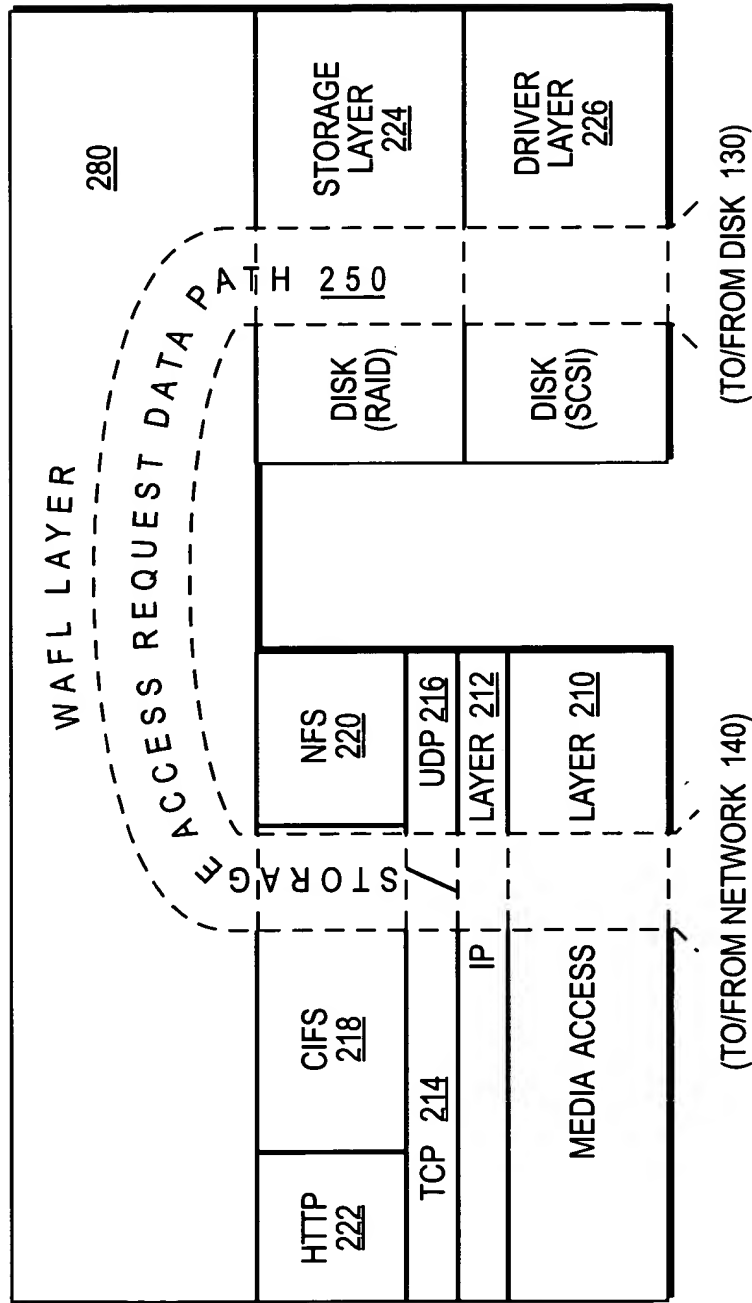 WAFL LAYER
280
STORAGE ACCESS REQUEST DATA PATH 250
HTTP
222
CIFS
218
NFS
220
TCP 214
UDP 216
IP
LAYER 212
MEDIA ACCESS
LAYER 210
(TO/FROM NETWORK 140)
DISK
(RAID)
STORAGE
LAYER
224
DISK
(SCSI)
DRIVER
LAYER
226
(TO/FROM DISK 130)